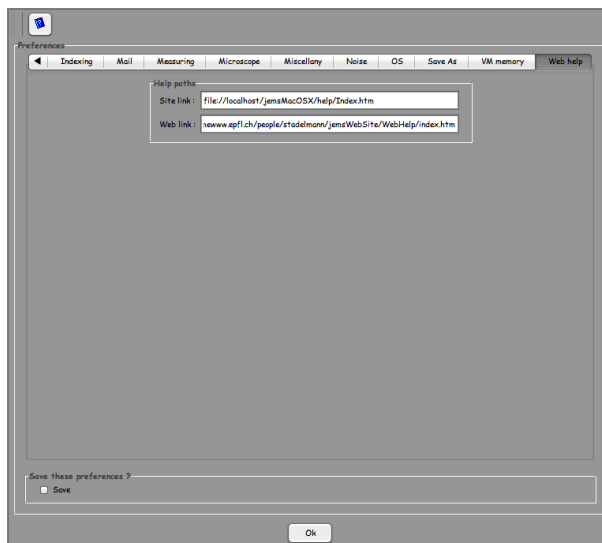 Preferences
Indexing Mail Measuring Microscope Miscellany Noise OS Save As VM memory Web help
Help paths
Site link : file://localhost/jemsMacOSX/help/Index.htm
Web link : newww.epfl.ch/people/stadelmann/jemsWebSite/WebHelp/index.htm
Save these preferences ?
Save
Ok